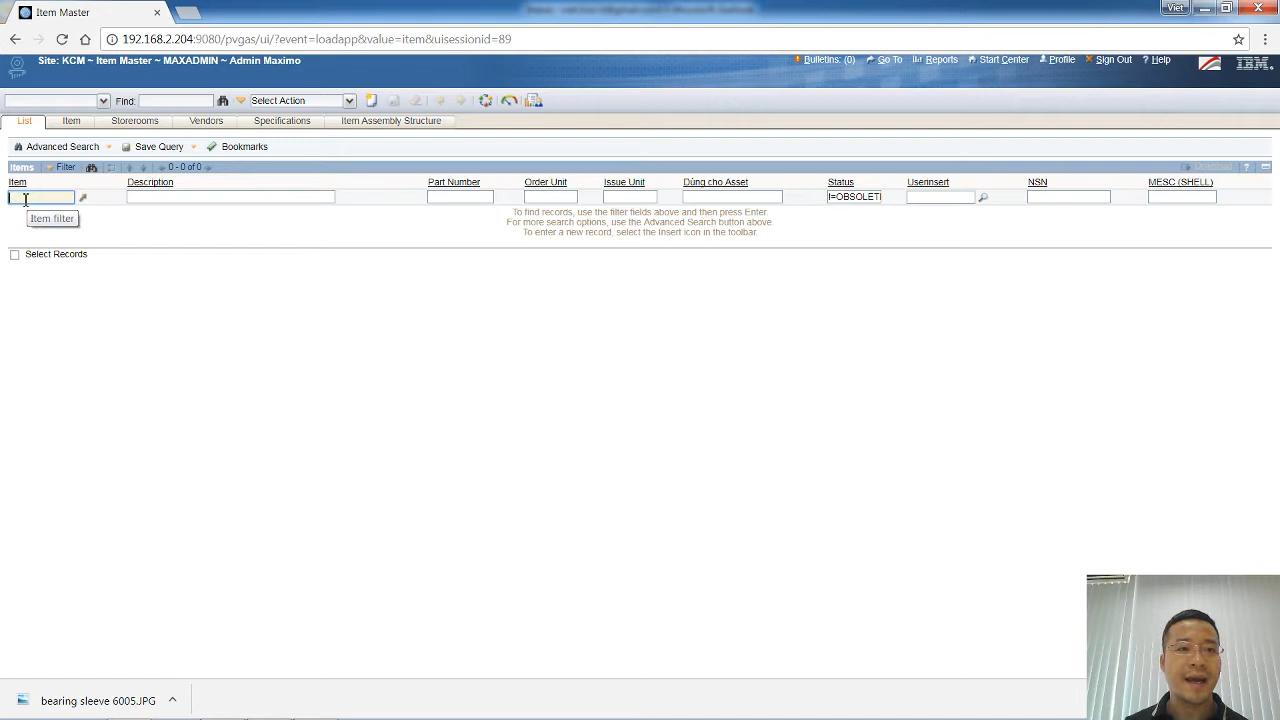 Item Master
Viet
192.168.2.204:9080/pvgas/ui/?event=loadapp&value=item&uisessionid=89
Site: KCM ~ Item Master ~ MAXADMIN ~ Admin Maximo
Bulletins: (0) Go To Reports Start Center Profile Sign Out Help
IBM
Find: Select Action
List Item Storerooms Vendors Specifications Item Assembly Structure
Advanced Search Save Query Bookmarks
Items Filter 0 - 0 of 0 Download
Item Description Part Number Order Unit Issue Unit Dùng cho Asset Status Userinsert NSN MESC (SHELL)
!=OBSOLETI
Item filter
To find records, use the filter fields above and then press Enter.
For more search options, use the Advanced Search button above.
To enter a new record, select the Insert icon in the toolbar.
Select Records
bearing sleeve 6005.JPG